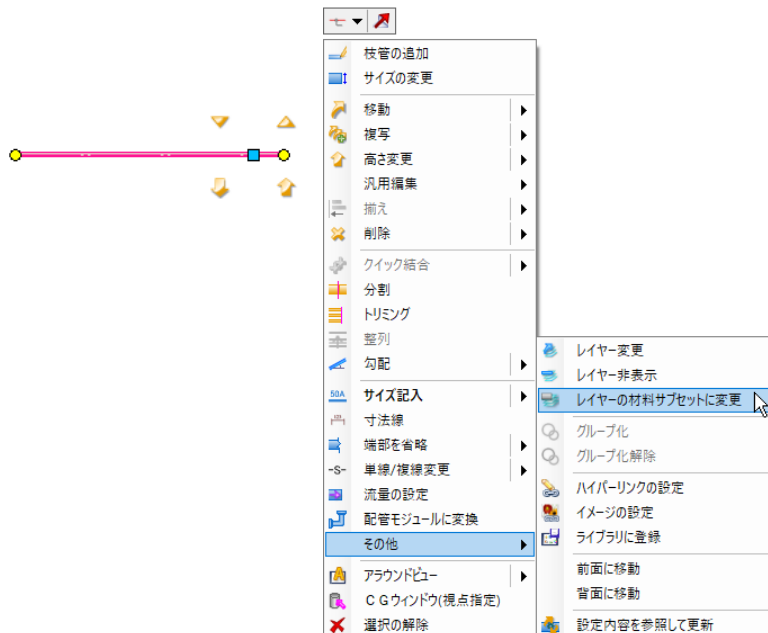 枝管の追加
サイズの変更
移動
複写
高さ変更
汎用編集
揃え
削除
クイック結合
分割
トリミング
整列
勾配
50A サイズ記入
寸法線
端部を省略
-S- 単線/複線変更
流量の設定
配管モジュールに変換
その他
アラウンドビュー
CGウィンドウ(視点指定)
選択の解除
レイヤー変更
レイヤー非表示
レイヤーの材料サブセットに変更
グループ化
グループ化解除
ハイパーリンクの設定
イメージの設定
ライブラリに登録
前面に移動
背面に移動
設定内容を参照して更新